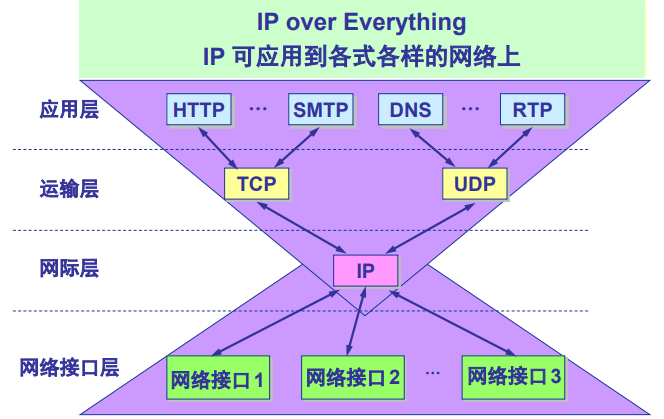 IP over Everything
IP 可应用到各式各样的网络上
应用层 HTTP … SMTP DNS … RTP
运输层 TCP UDP
网际层 IP
网络接口层 网络接口 1 网络接口 2 … 网络接口 3